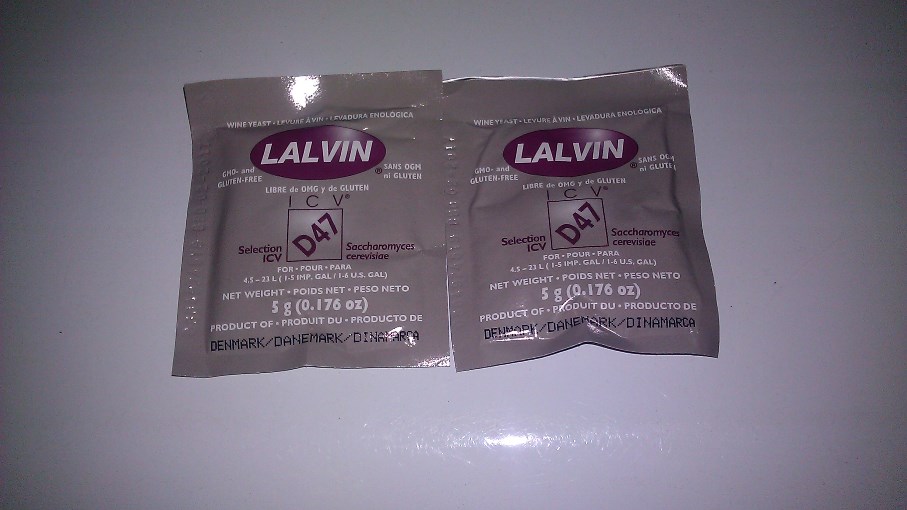 WINE YEAST • LEVURE À VIN • LEVADURA ENOLÓGICA
LALVIN®
GMO- and
GLUTEN-FREE
SANS OGM
ni GLUTEN
LIBRE de OMG y de GLUTEN
ICV®
D47
Selection
ICV
Saccharomyces
cerevisiae
FOR • POUR • PARA
4.5 – 23 L ( 1-5 IMP. GAL / 1-6 U.S. GAL)
NET WEIGHT • POIDS NET • PESO NETO
5 g (0.176 oz)
PRODUCT OF • PRODUIT DU • PRODUCTO DE
DENMARK/DANEMARK/DINAMARCA
WINE YEAST • LEVURE À VIN • LEVADURA ENOLÓGICA
LALVIN®
GMO- and
GLUTEN-FREE
SANS OGM
ni GLUTEN
LIBRE de OMG y de GLUTEN
ICV®
D47
Selection
ICV
Saccharomyces
cerevisiae
FOR • POUR • PARA
4.5 – 23 L ( 1-5 IMP. GAL / 1-6 U.S. GAL)
NET WEIGHT • POIDS NET • PESO NETO
5 g (0.176 oz)
PRODUCT OF • PRODUIT DU • PRODUCTO DE
DENMARK/DANEMARK/DINAMARCA